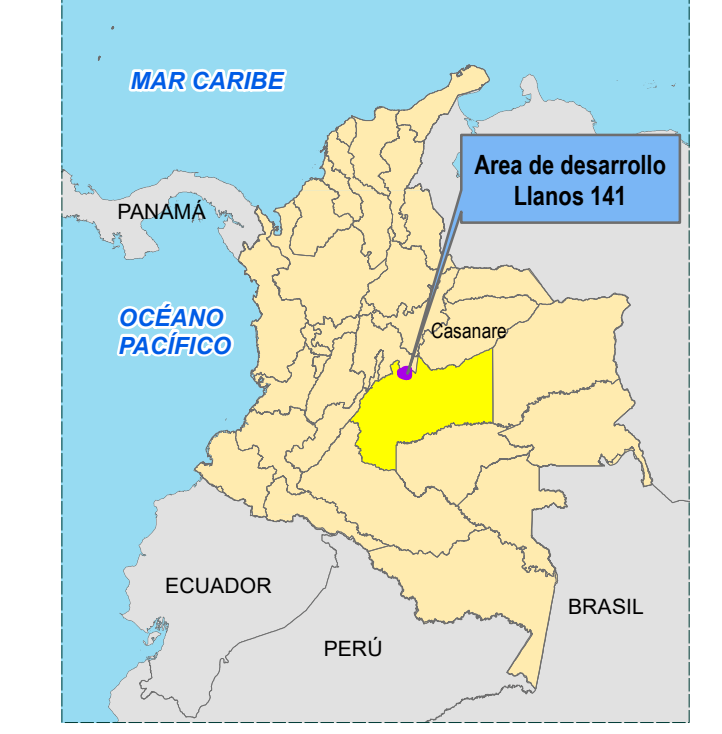 MAR CARIBE
Area de desarrollo
Llanos 141
PANAMÁ
OCÉANO
PACÍFICO
Casanare
ECUADOR
BRASIL
PERÚ